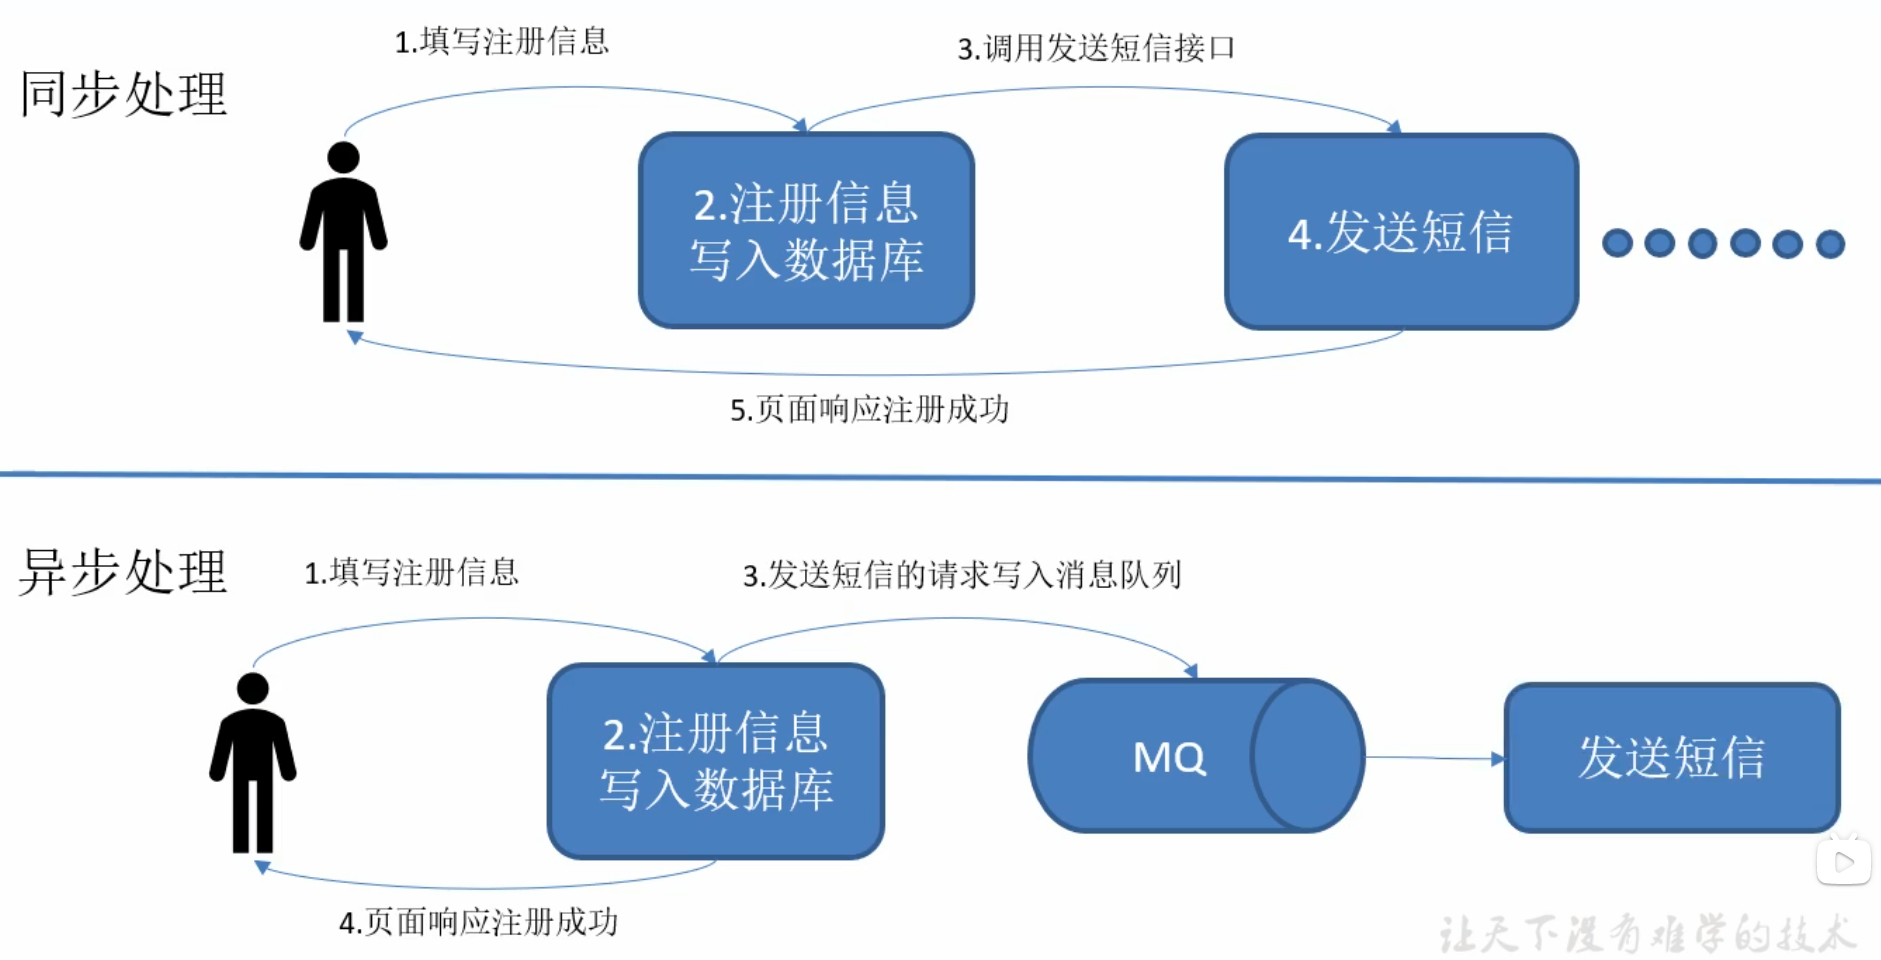 同步处理
1.填写注册信息
3.调用发送短信接口
2.注册信息
写入数据库
4.发送短信
5.页面响应注册成功
异步处理
1.填写注册信息
3.发送短信的请求写入消息队列
2.注册信息
写入数据库
MQ
发送短信
4.页面响应注册成功
让天下没有难学的技术